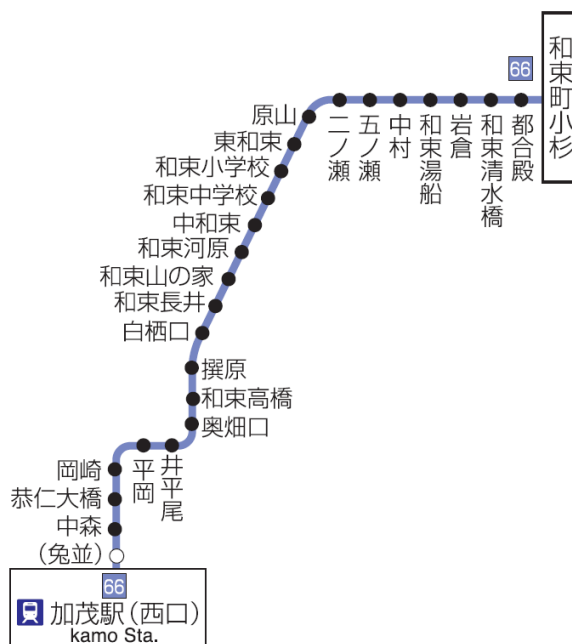 和束町小杉
66
都合殿
和束清水橋
岩倉
和束湯船
中村
五ノ瀬
二ノ瀬
原山
東和束
和束小学校
和束中学校
中和束
和束河原
和束山の家
和束長井
白栖口
撰原
和束高橋
奥畑口
井平尾
平岡
岡崎
恭仁大橋
中森
(兎並)
66
加茂駅(西口)
kamo Sta.